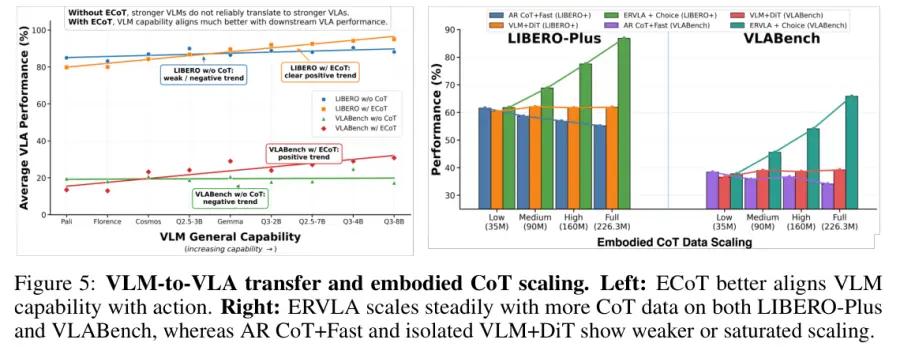 Without ECoT, stronger VLMs do not reliably translate to stronger VLAs.
With ECoT, VLM capability aligns much better with downstream VLA performance.
Average VLA Performance (%)
100
80
60
40
20
0
LIBERO w/o CoT:
weak / negative trend
LIBERO w/ ECoT:
clear positive trend
LIBERO w/o CoT
LIBERO w/ ECoT
VLABench w/o CoT
VLABench w/ ECoT
VLABench w/ ECoT:
positive trend
VLABench w/o CoT:
negative trend
Pali
Florence
Cosmos
Q2.5-3B
Gemma
Q3-2B
Q2.5-7B
Q3-4B
Q3-8B
VLM General Capability
(increasing capability → )
AR CoT+Fast (LIBERO+)
VLM+DiT (LIBERO+)
ERVLA + Choice (LIBERO+)
AR CoT+Fast (VLABench)
VLM+DiT (VLABench)
ERVLA + Choice (VLABench)
LIBERO-Plus
VLABench
Performance (%)
90
80
70
60
50
40
30
Low
(35M)
Medium
(90M)
High
(160M)
Full
(226.3M)
Low
(35M)
Medium
(90M)
High
(160M)
Full
(226.3M)
Embodied CoT Data Scaling
Figure 5: VLM-to-VLA transfer and embodied CoT scaling. Left: ECoT better aligns VLM
capability with action. Right: ERVLA scales steadily with more CoT data on both LIBERO-Plus
and VLABench, whereas AR CoT+Fast and isolated VLM+DiT show weaker or saturated scaling.